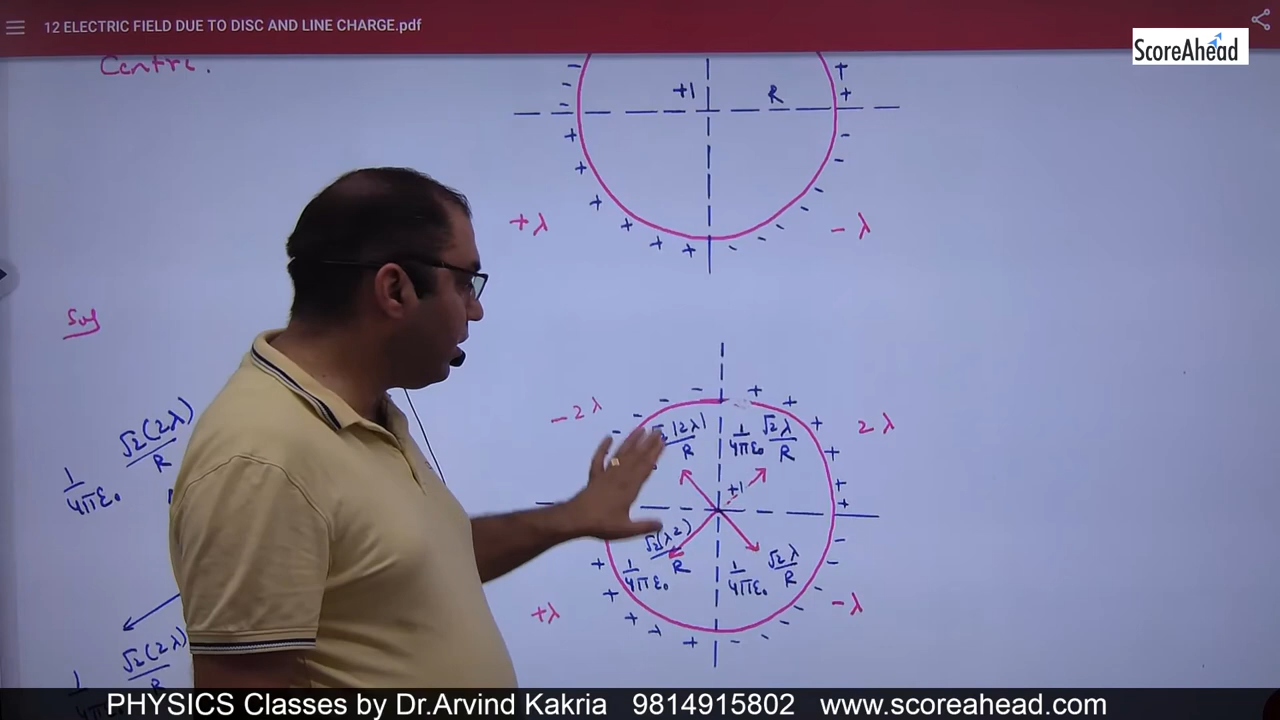 12 ELECTRIC FIELD DUE TO DISC AND LINE CHARGE.pdf
ScoreAhead
Centre.
+1 R
+λ
-λ
Sol
-2λ
2λ
√2(2λ)/R
1/4πε₀
√2|2λ|/R
1/4πε₀ √2λ/R
+1
√2(λ2)/R
1/4πε₀
1/4πε₀ √2λ/R
+λ
-λ
√2(2λ)/R
PHYSICS Classes by Dr.Arvind Kakria 9814915802 www.scoreahead.com